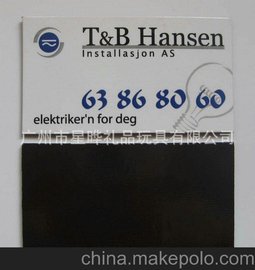 T&B Hansen
Installasjon AS
63 86 80 60
elektriker'n for deg
广州市星晔礼品玩具有限公司
china.makepolo.com